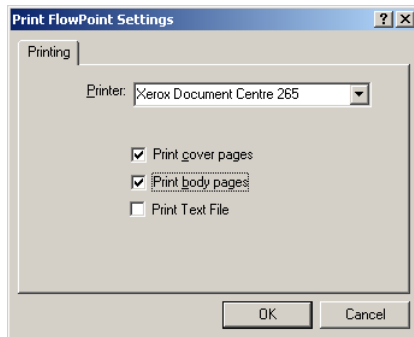 Print FlowPoint Settings
Printing
Printer: Xerox Document Centre 265
Print cover pages
Print body pages
Print Text File
OK Cancel